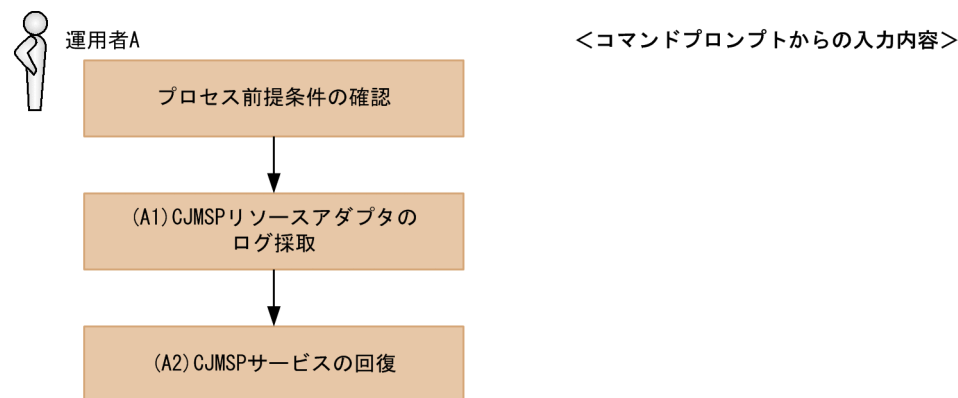 運用者A
＜コマンドプロンプトからの入力内容＞
プロセス前提条件の確認
(A1)CJMSPリソースアダプタの
ログ採取
(A2)CJMSPサービスの回復